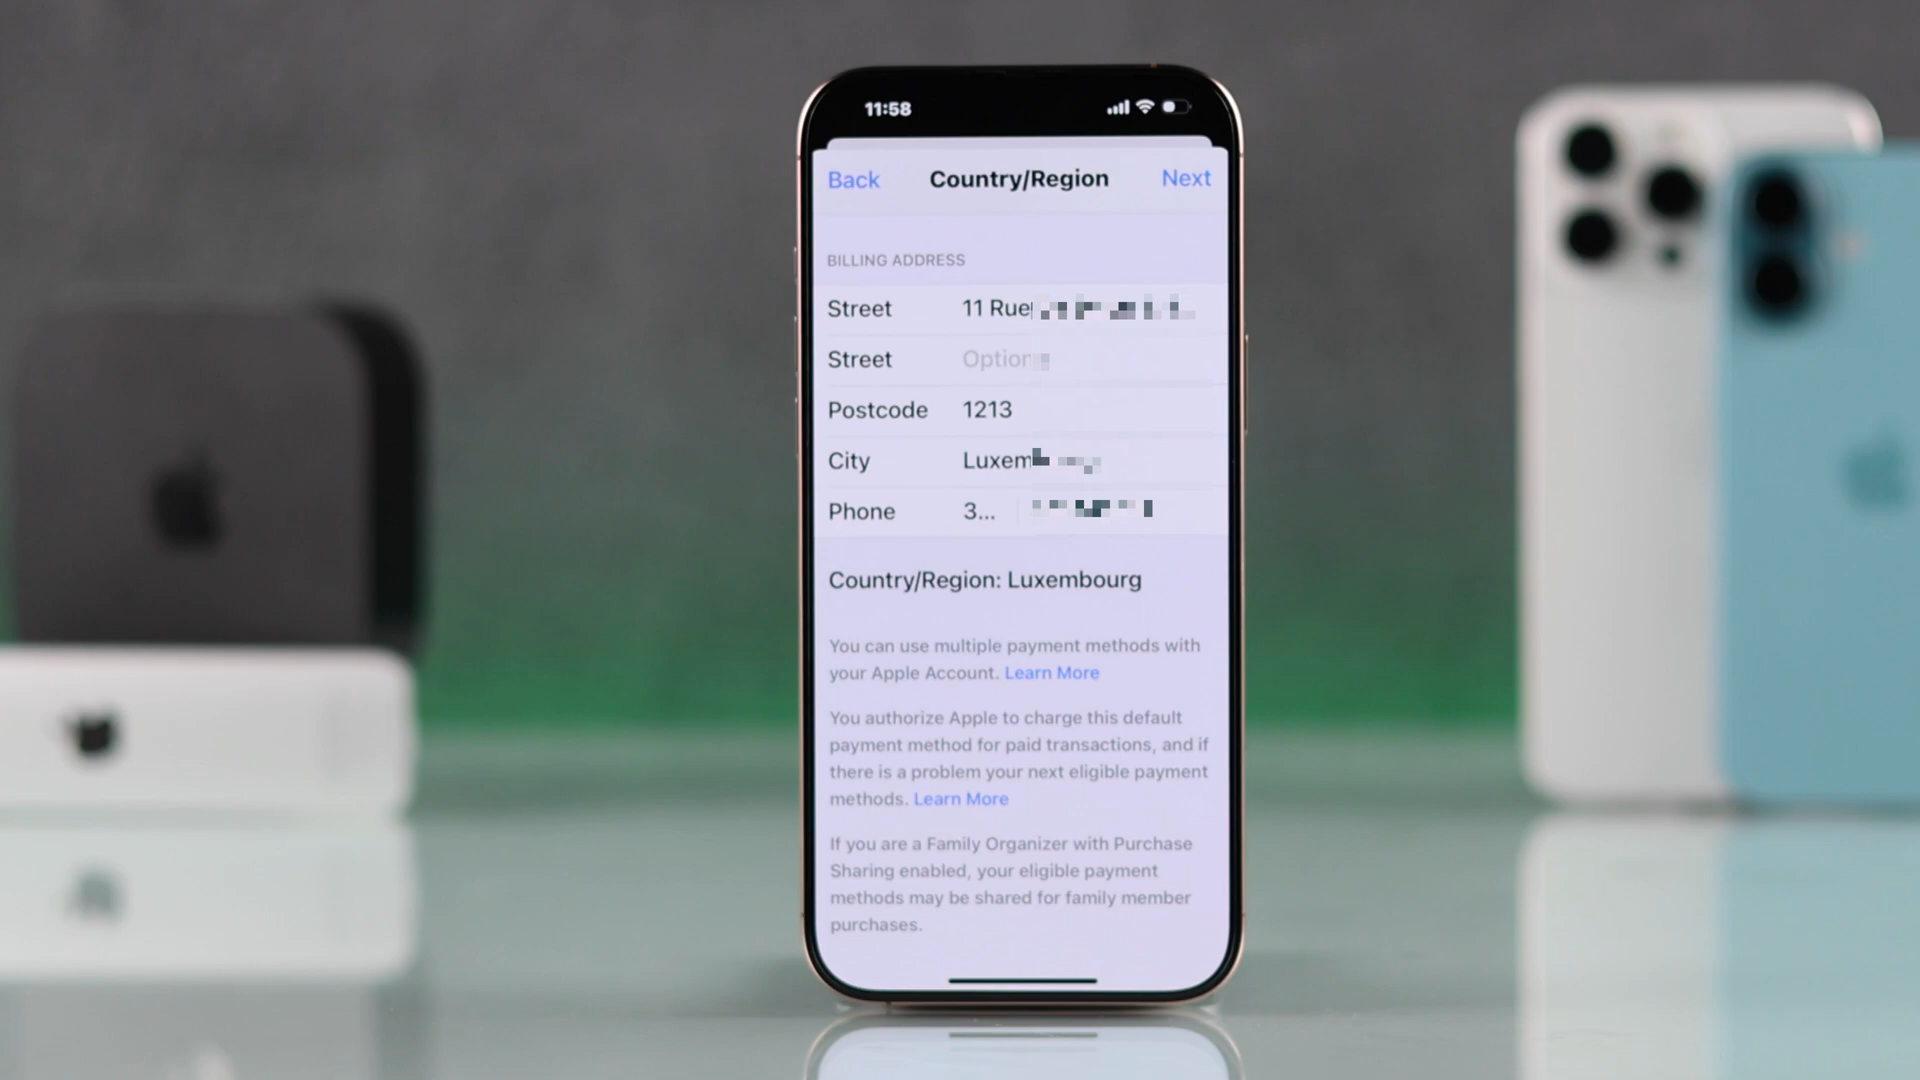 11:58
Back Country/Region Next
BILLING ADDRESS
Street 11 Rue
Street
Postcode 1213
City
Phone 3...
Country/Region: Luxembourg
You can use multiple payment methods with
your Apple Account. Learn More
You authorize Apple to charge this default
payment method for paid transactions, and if
there is a problem your next eligible payment
methods. Learn More
If you are a Family Organizer with Purchase
Sharing enabled, your eligible payment
methods may be shared for family member
purchases.